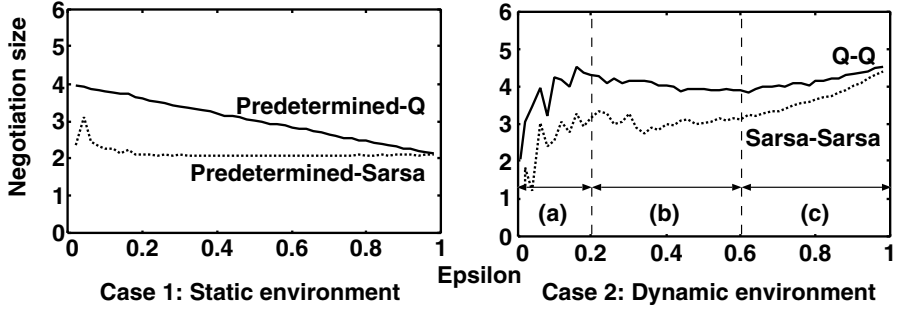 Negotiation size
6
5
4
3
2
1
0
Predetermined-Q
Predetermined-Sarsa
0 0.2 0.4 0.6 0.8 1
Case 1: Static environment
Epsilon
6
5
4
3
2
1
0
Q-Q
Sarsa-Sarsa
(a) (b) (c)
0 0.2 0.4 0.6 0.8 1
Case 2: Dynamic environment